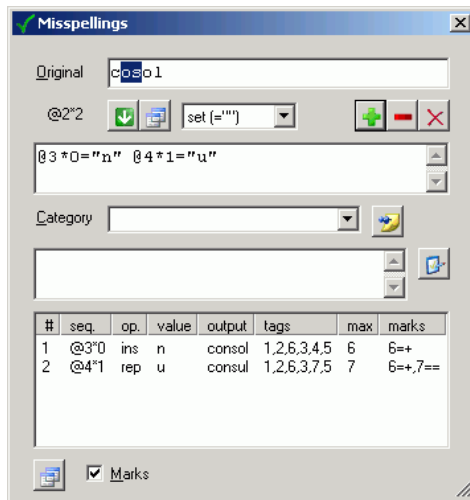 Misspellings
Original cosol
@2*2 set (="")
@3*0="n" @4*1="u"
Category
# seq. op. value output tags max marks
1 @3*0 ins n consol 1,2,6,3,4,5 6 6=+
2 @4*1 rep u consul 1,2,6,3,7,5 7 6=+,7==
Marks